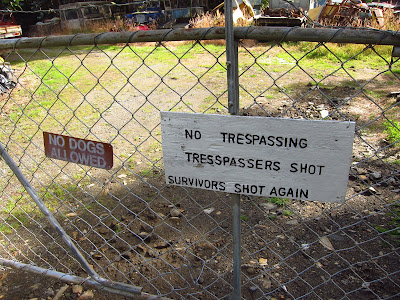 NO DOGS
ALLOWED
NO TRESPASSING
TRESSPASSERS SHOT
SURVIVORS SHOT AGAIN